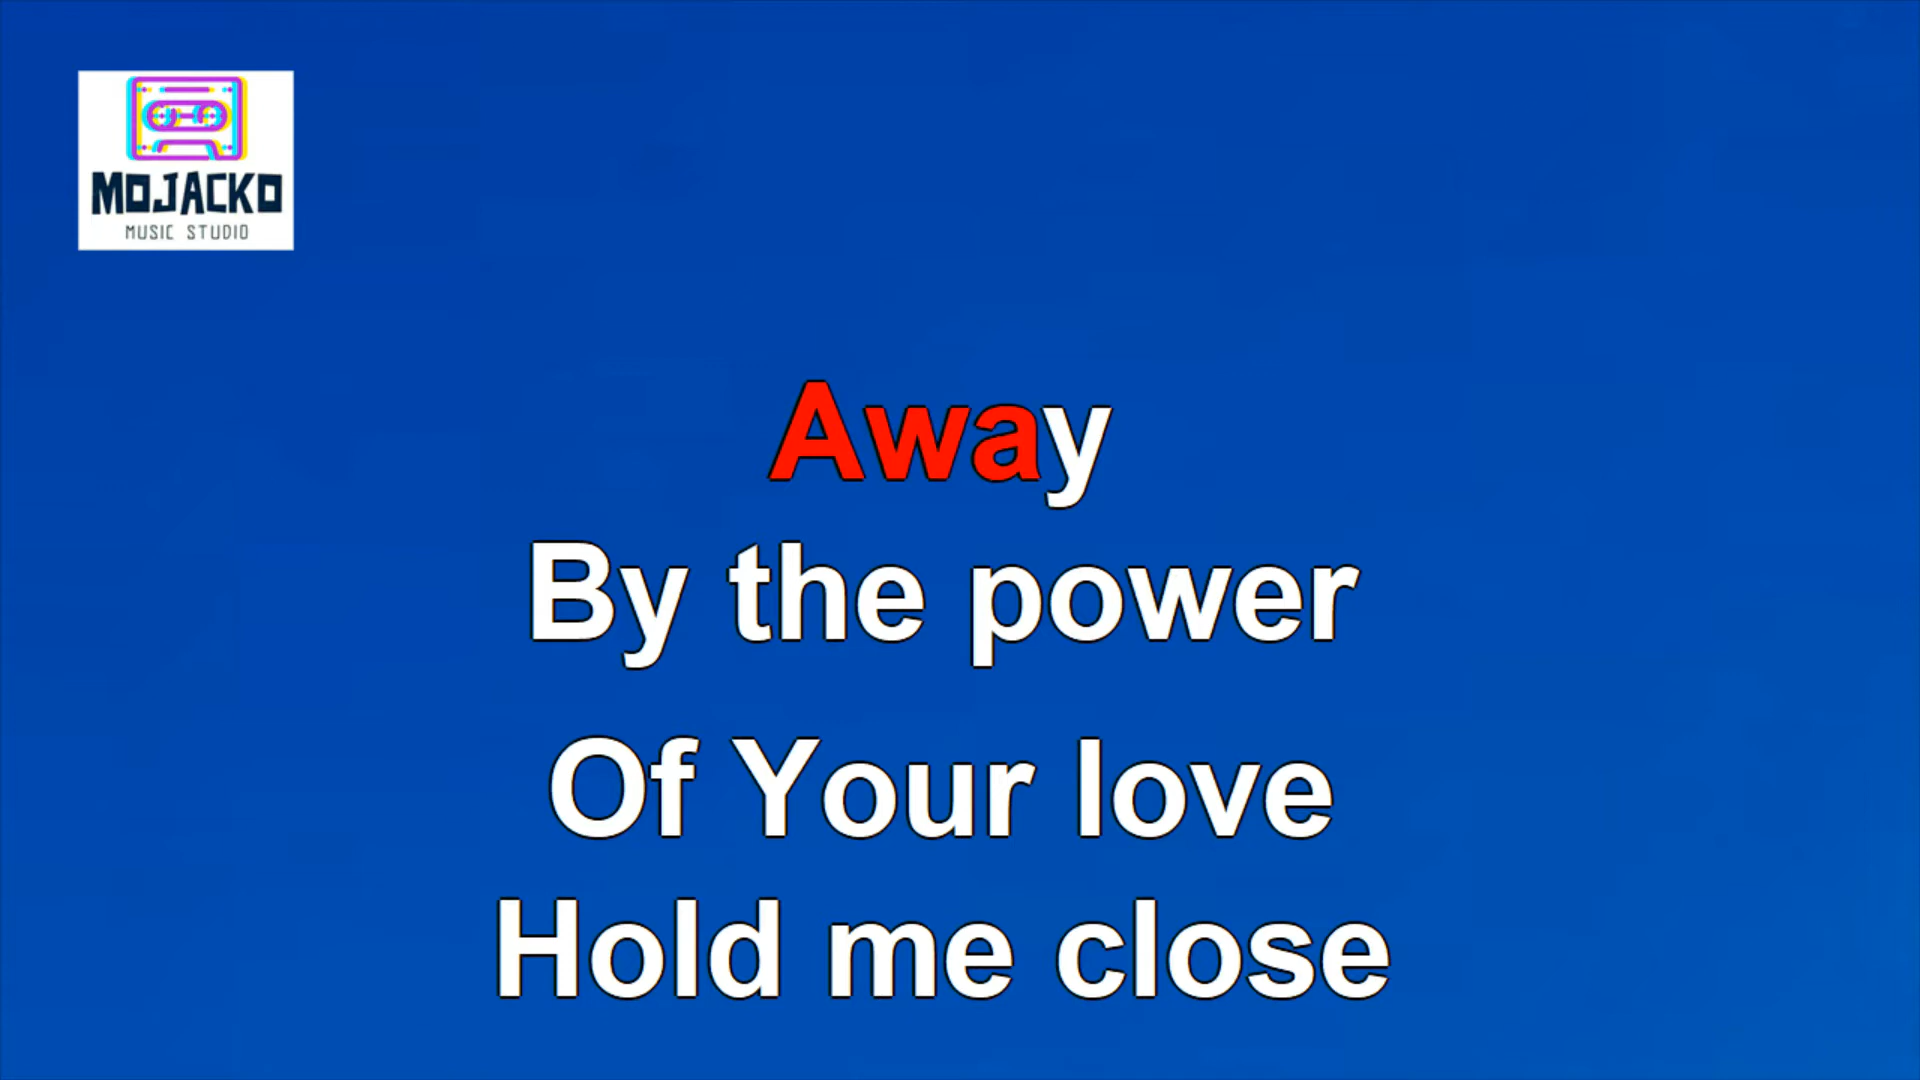 MOJACKO
MUSIC STUDIO
Away
By the power
Of Your love
Hold me close